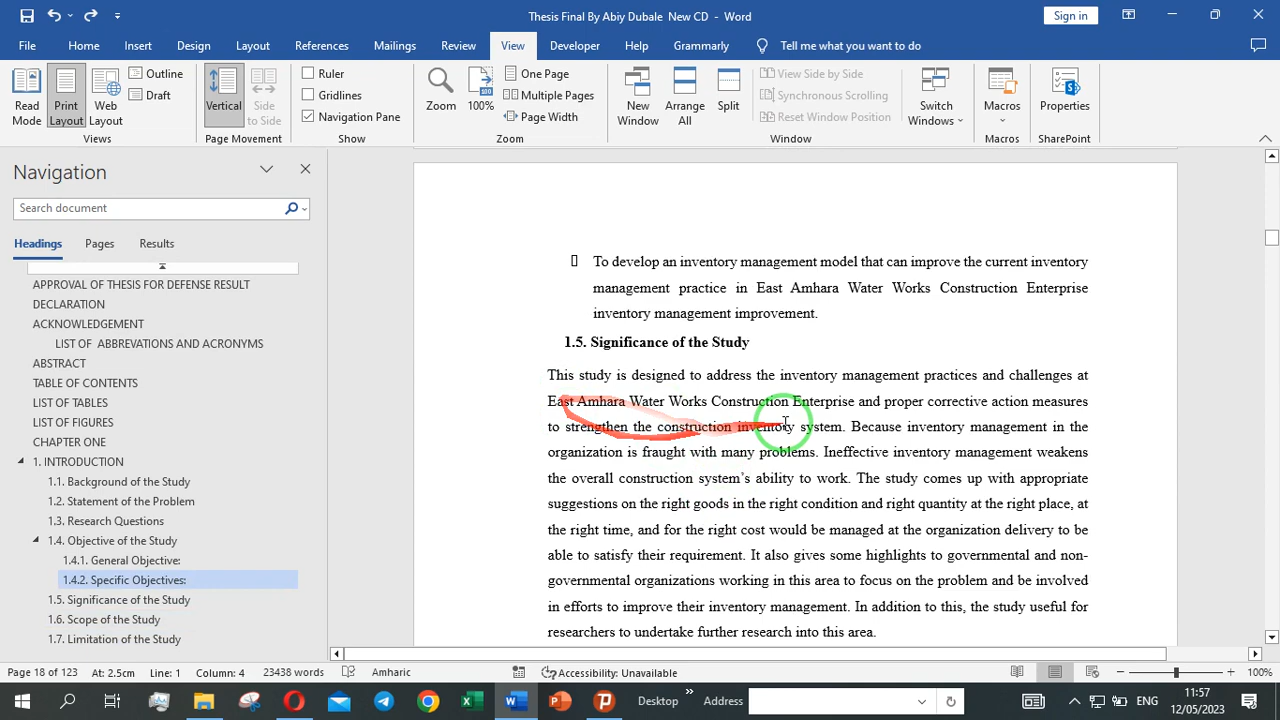 Thesis Final By Abiy Dubale New CD - Word
Sign in
File Home Insert Design Layout References Mailings Review View Developer Help Grammarly Tell me what you want to do
Read Mode
Print Layout
Web Layout
Outline
Draft
Views
Vertical
Side to Side
Page Movement
Ruler
Gridlines
Navigation Pane
Show
Zoom
100%
One Page
Multiple Pages
Page Width
Zoom
New Window
Arrange All
Split
View Side by Side
Synchronous Scrolling
Reset Window Position
Window
Switch Windows
Macros
Macros
Properties
SharePoint
Navigation
Search document
Headings Pages Results
APPROVAL OF THESIS FOR DEFENSE RESULT
DECLARATION
ACKNOWLEDGEMENT
LIST OF ABBREVATIONS AND ACRONYMS
ABSTRACT
TABLE OF CONTENTS
LIST OF TABLES
LIST OF FIGURES
CHAPTER ONE
1. INTRODUCTION
1.1. Background of the Study
1.2. Statement of the Problem
1.3. Research Questions
1.4. Objective of the Study
1.4.1. General Objective:
1.4.2. Specific Objectives:
1.5. Significance of the Study
1.6. Scope of the Study
1.7. Limitation of the Study
To develop an inventory management model that can improve the current inventory
management practice in East Amhara Water Works Construction Enterprise
inventory management improvement.
1.5. Significance of the Study
This study is designed to address the inventory management practices and challenges at
East Amhara Water Works Construction Enterprise and proper corrective action measures
to strengthen the construction inventory system. Because inventory management in the
organization is fraught with many problems. Ineffective inventory management weakens
the overall construction system’s ability to work. The study comes up with appropriate
suggestions on the right goods in the right condition and right quantity at the right place, at
the right time, and for the right cost would be managed at the organization delivery to be
able to satisfy their requirement. It also gives some highlights to governmental and non-
governmental organizations working in this area to focus on the problem and be involved
in efforts to improve their inventory management. In addition to this, the study useful for
researchers to undertake further research into this area.
Page 18 of 123 At: 2.5cm Line: 1 Column: 4 23438 words Amharic Accessibility: Unavailable 100%
Desktop » Address ENG 11:57
12/05/2023